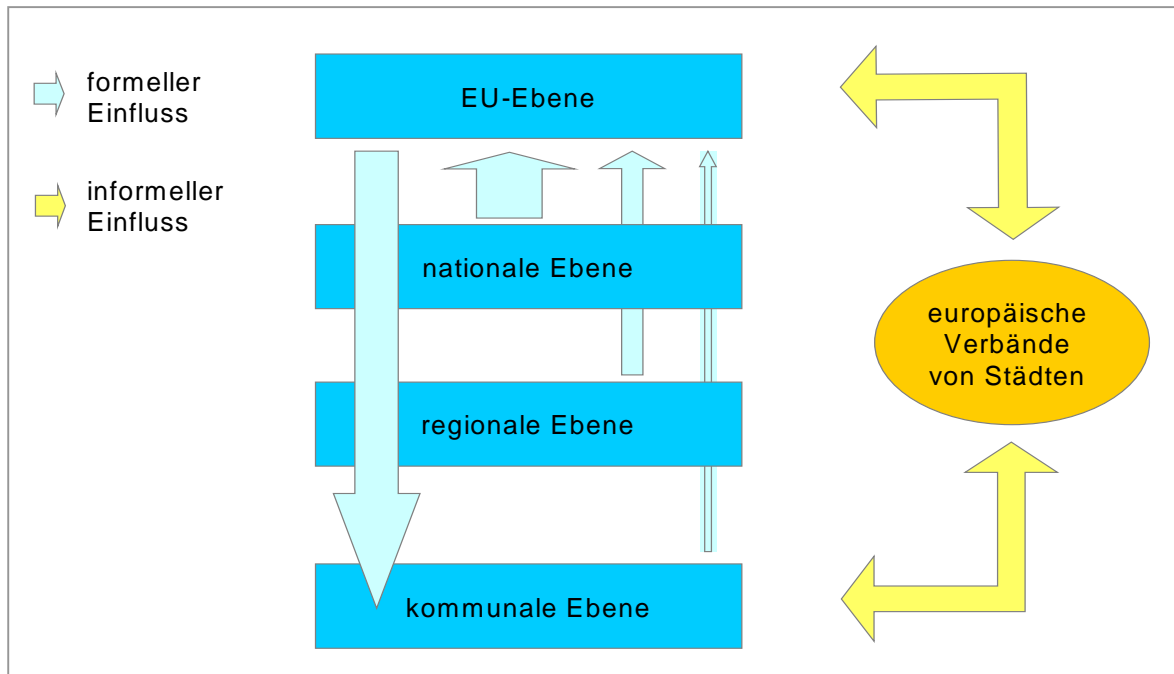 formeller
Einfluss
informeller
Einfluss
EU-Ebene
nationale Ebene
regionale Ebene
kommunale Ebene
europäische
Verbände
von Städten